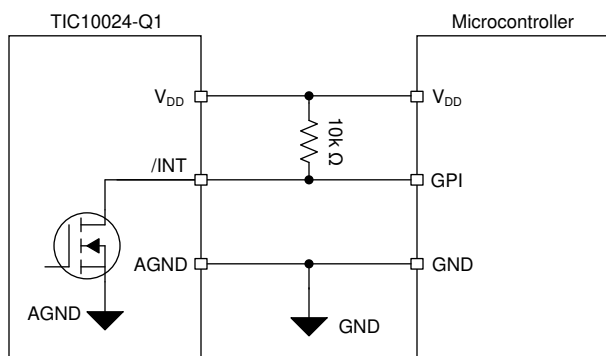 TIC10024-Q1
Microcontroller
VDD
VDD
10k Ω
/INT
GPI
AGND
GND
AGND
GND